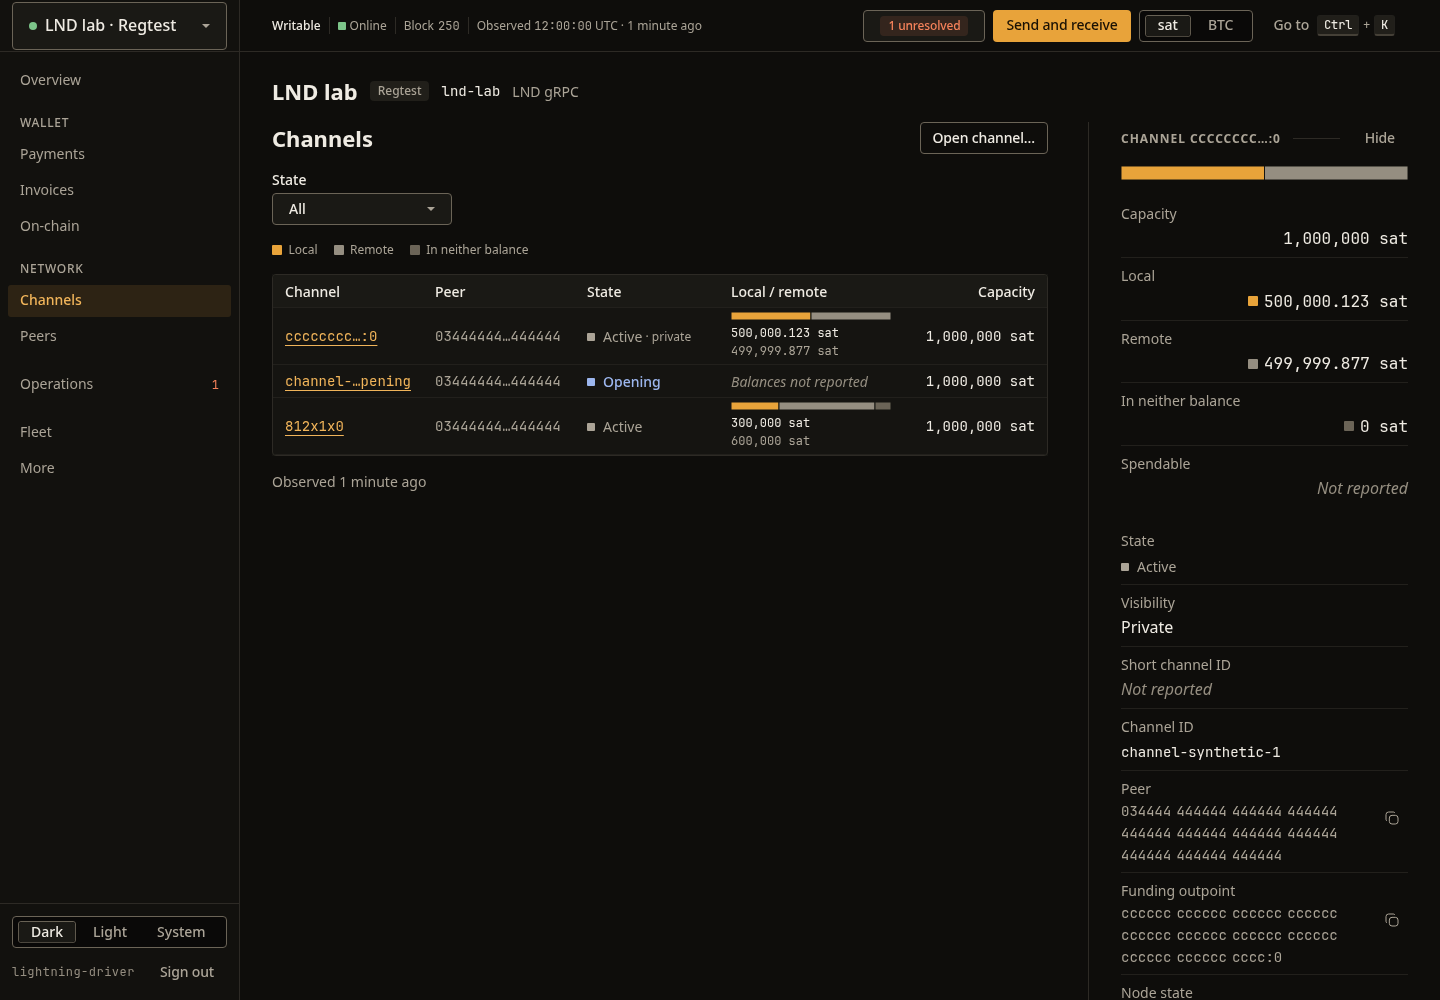 LND lab · Regtest
Writable
Online
Block 250
Observed 12:00:00 UTC · 1 minute ago
1 unresolved
Send and receive
sat
BTC
Go to Ctrl + K
Overview
WALLET
Payments
Invoices
On-chain
NETWORK
Channels
Peers
Operations 1
Fleet
More
Dark
Light
System
lightning-driver
Sign out
LND lab Regtest lnd-lab LND gRPC
Channels
Open channel...
State
All
Local Remote In neither balance
Channel Peer State Local / remote Capacity
cccccccc…:0 03444444…444444 Active · private 500,000.123 sat 1,000,000 sat
499,999.877 sat
channel-…pening 03444444…444444 Opening Balances not reported 1,000,000 sat
812x1x0 03444444…444444 Active 300,000 sat 1,000,000 sat
600,000 sat
Observed 1 minute ago
CHANNEL CCCCCCCC…:0
Hide
Capacity
1,000,000 sat
Local
500,000.123 sat
Remote
499,999.877 sat
In neither balance
0 sat
Spendable
Not reported
State
Active
Visibility
Private
Short channel ID
Not reported
Channel ID
channel-synthetic-1
Peer
034444 444444 444444 444444
444444 444444 444444 444444
444444 444444 444444
Funding outpoint
cccccc cccccc cccccc cccccc
cccccc cccccc cccccc cccccc
cccccc cccccc cccc:0
Node state